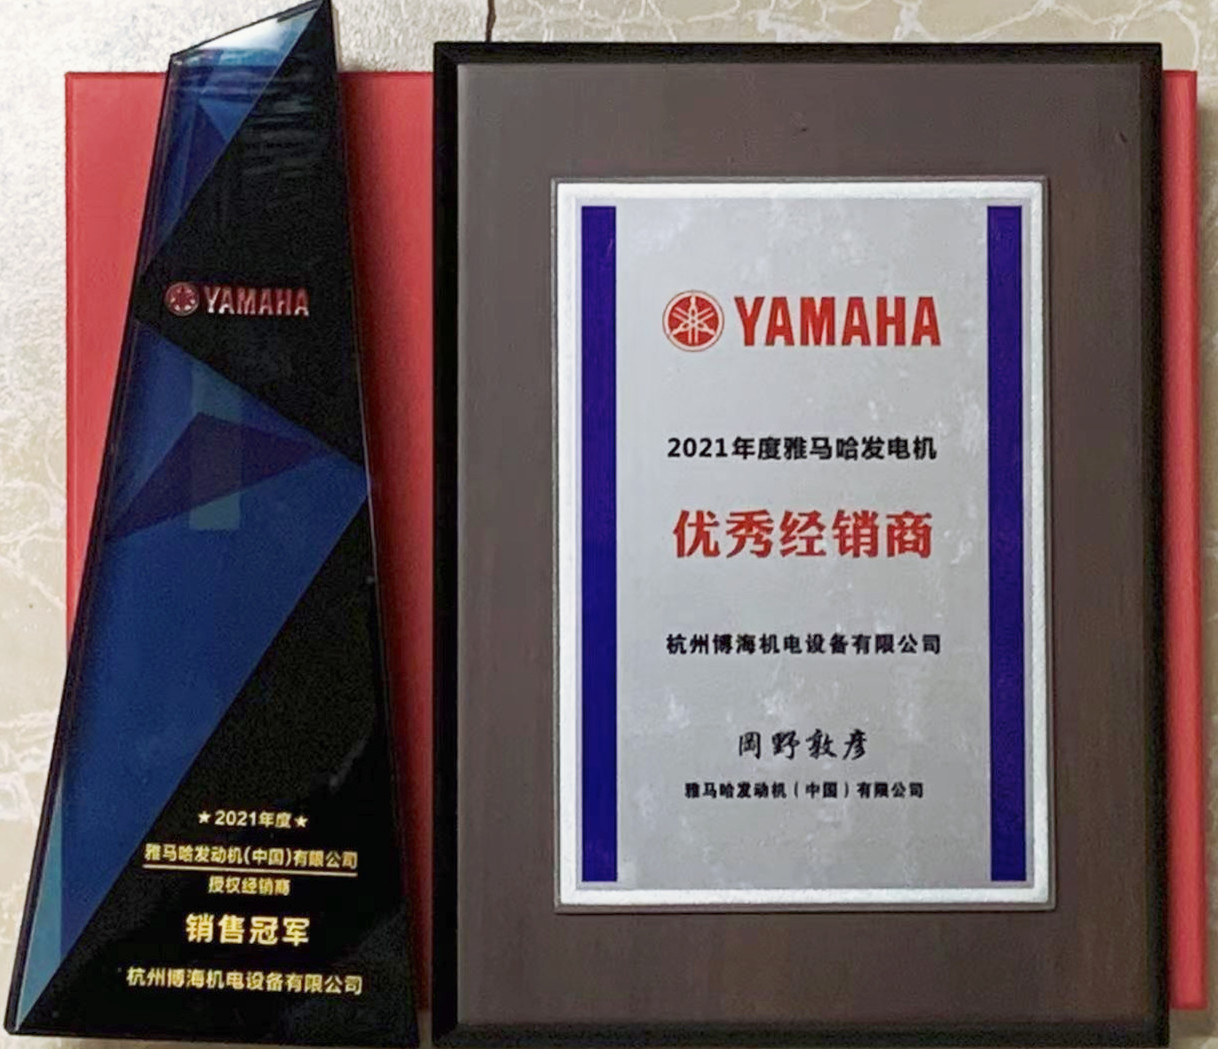 YAMAHA
★2021年度★
雅马哈发动机(中国)有限公司
授权经销商
销售冠军
杭州博海机电设备有限公司
YAMAHA
2021年度雅马哈发电机
优秀经销商
杭州博海机电设备有限公司
岡野敦彦
雅马哈发动机(中国)有限公司